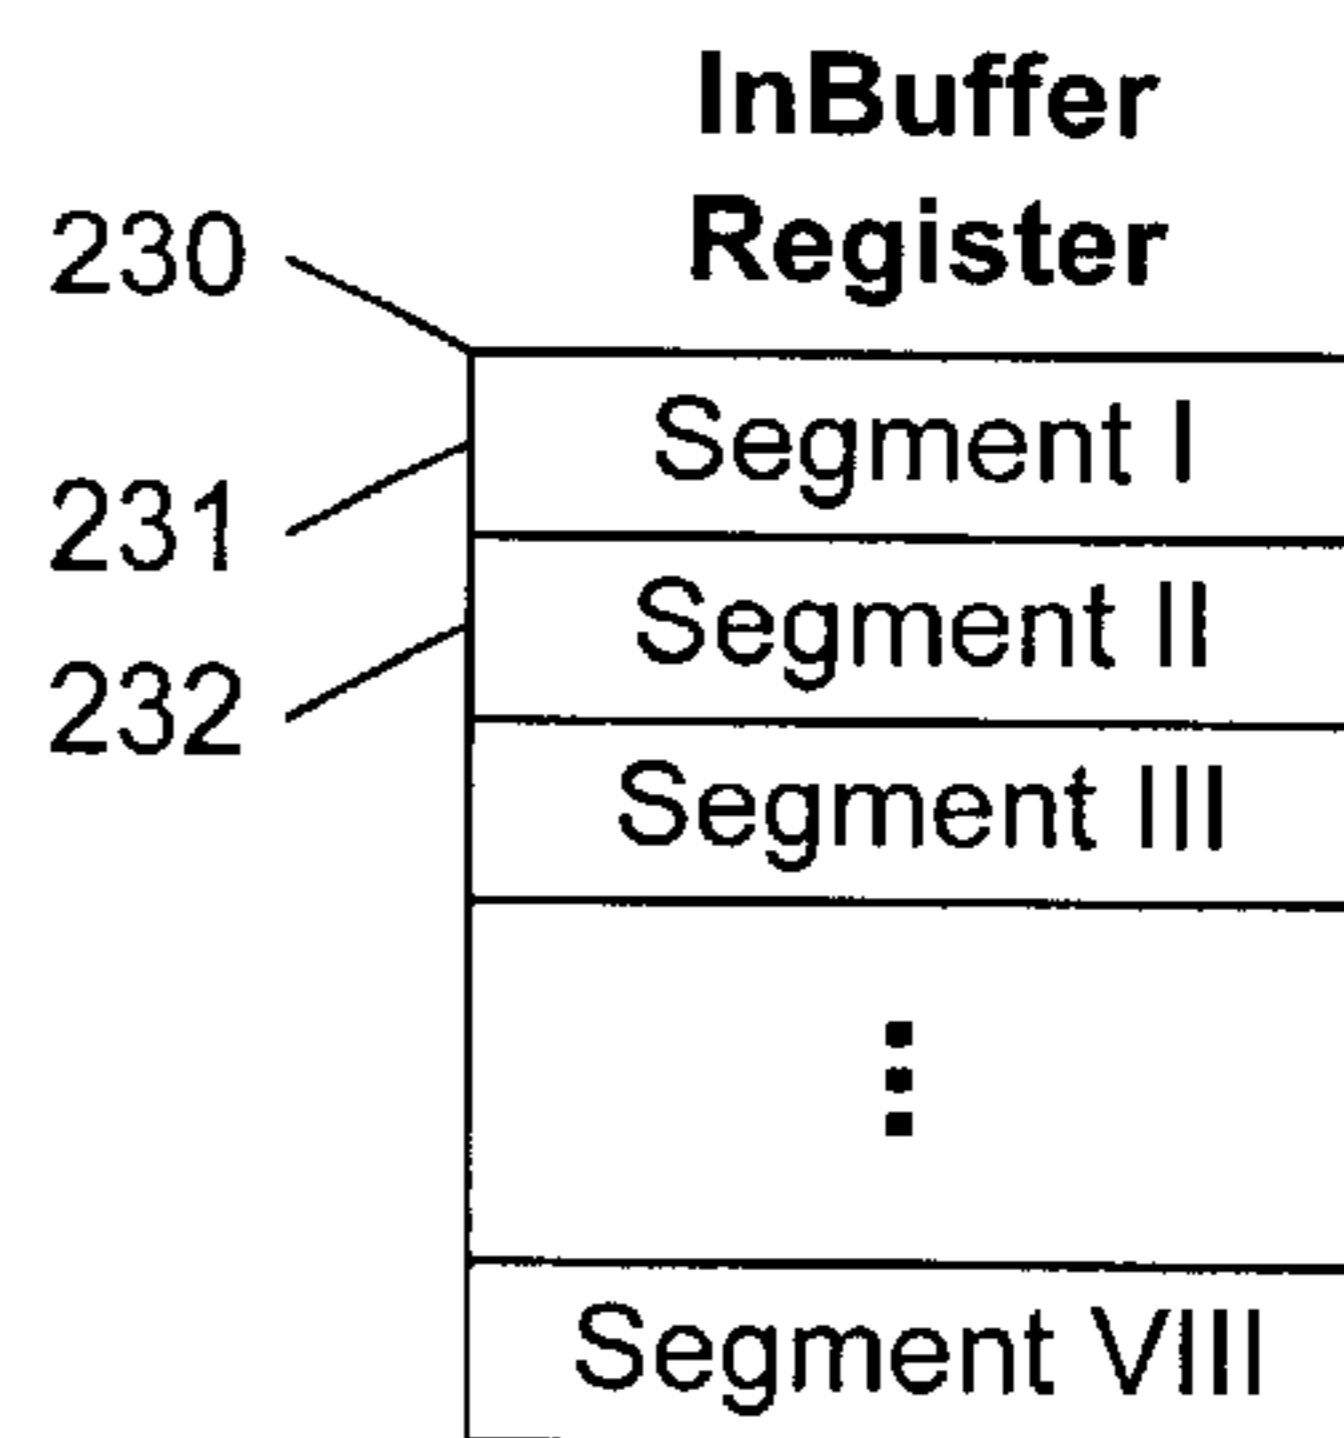 InBuffer
Register
230
Segment I
231
Segment II
232
Segment III
Segment VIII